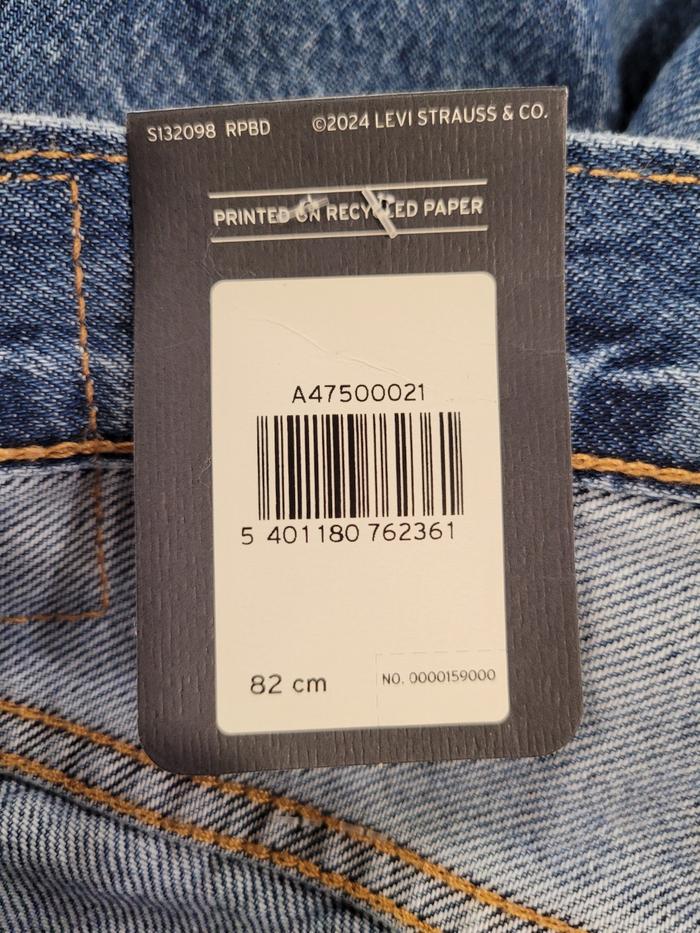 S132098 RPBD ©2024 LEVI STRAUSS & CO.
PRINTED ON RECYCLED PAPER
A47500021
5 401180 762361
82 cm
NO. 0000159000